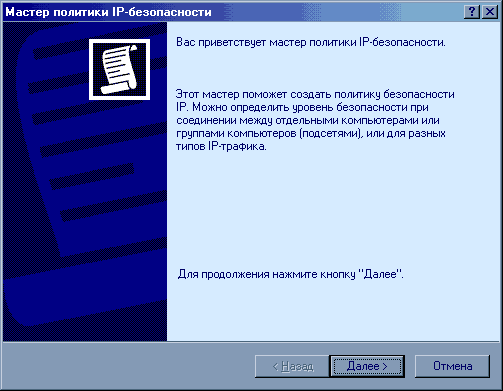 Мастер политики IP-безопасности
Вас приветствует мастер политики IP-безопасности.
Этот мастер поможет создать политику безопасности
IP. Можно определить уровень безопасности при
соединении между отдельными компьютерами или
группами компьютеров (подсетями), или для разных
типов IP-трафика.
Для продолжения нажмите кнопку "Далее".
< Назад Далее > Отмена